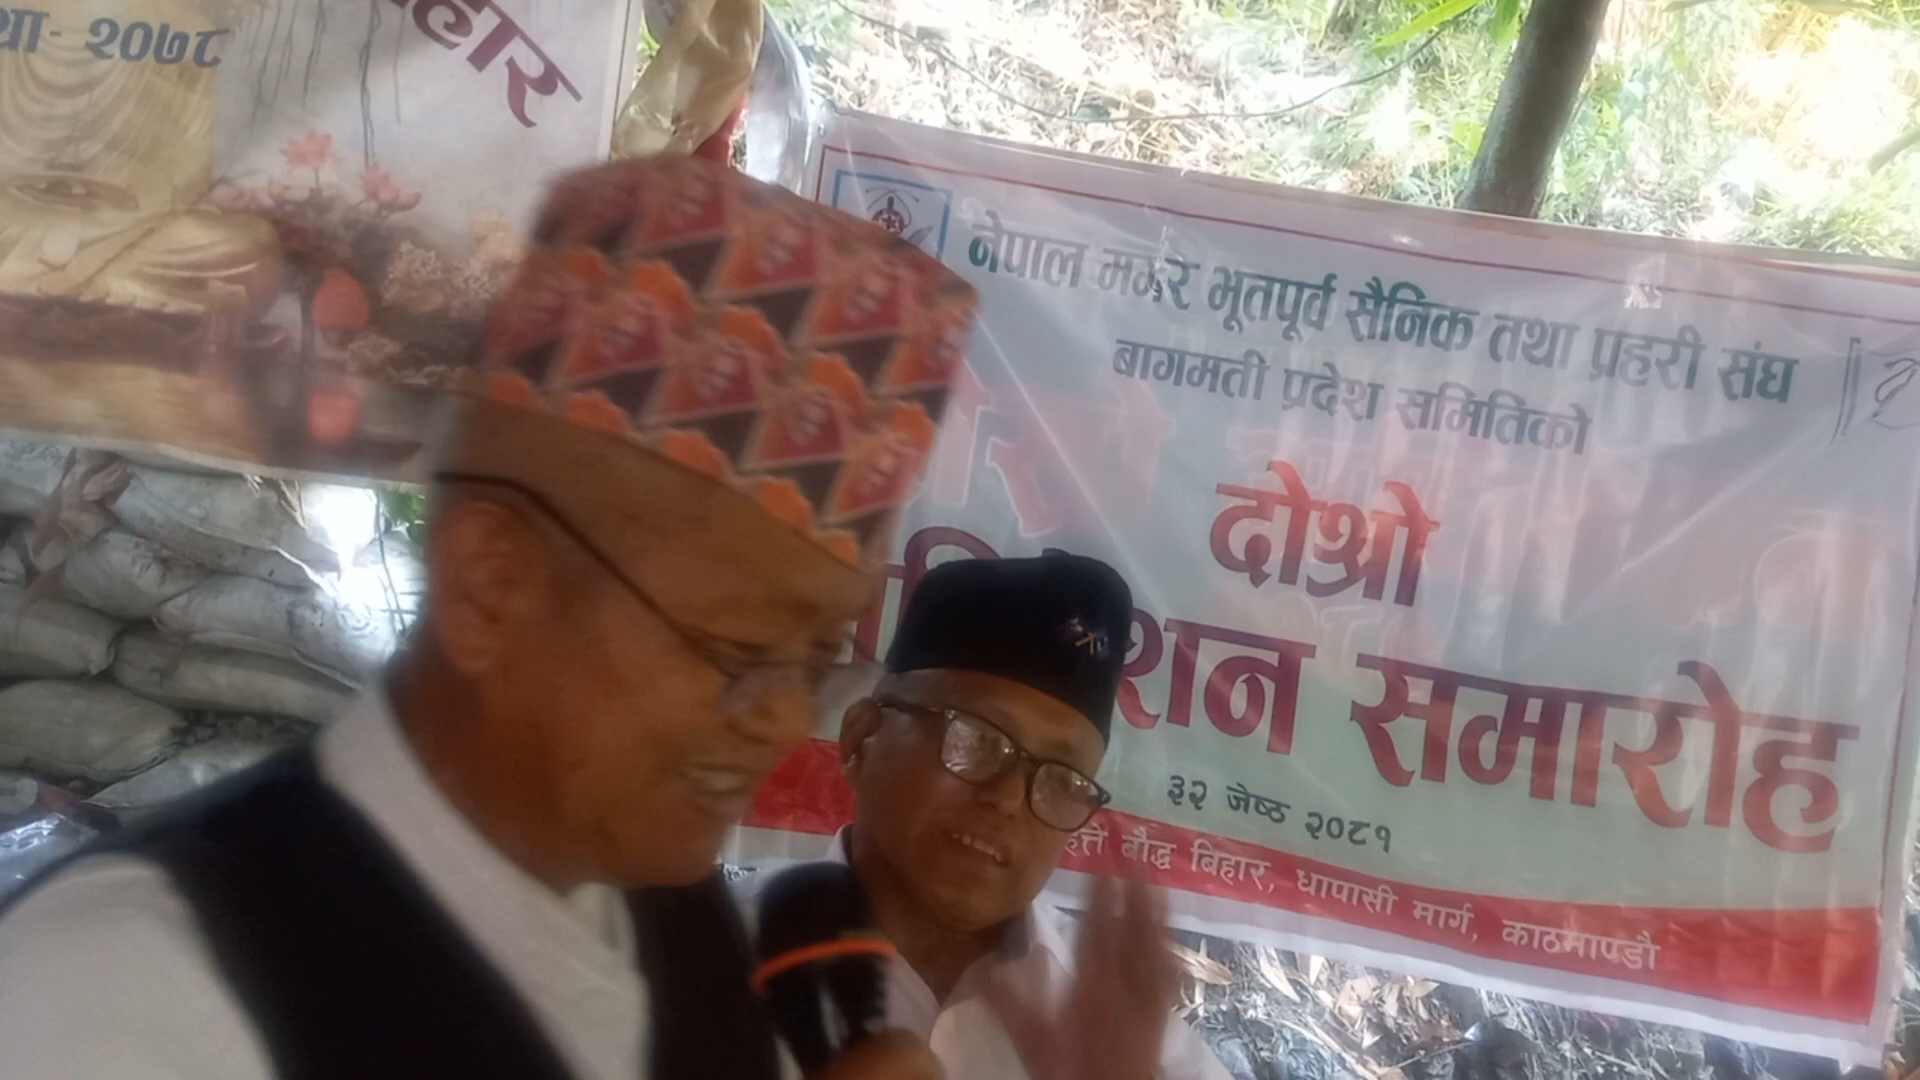 २०७८
नेपाल मगर भूतपूर्व सैनिक तथा प्रहरी संघ
बागमती प्रदेश समितिको
दोश्रो
समारोह
३२ जेष्ठ २०८१
बौद्ध बिहार, धापासी मार्ग, काठमाण्डौ